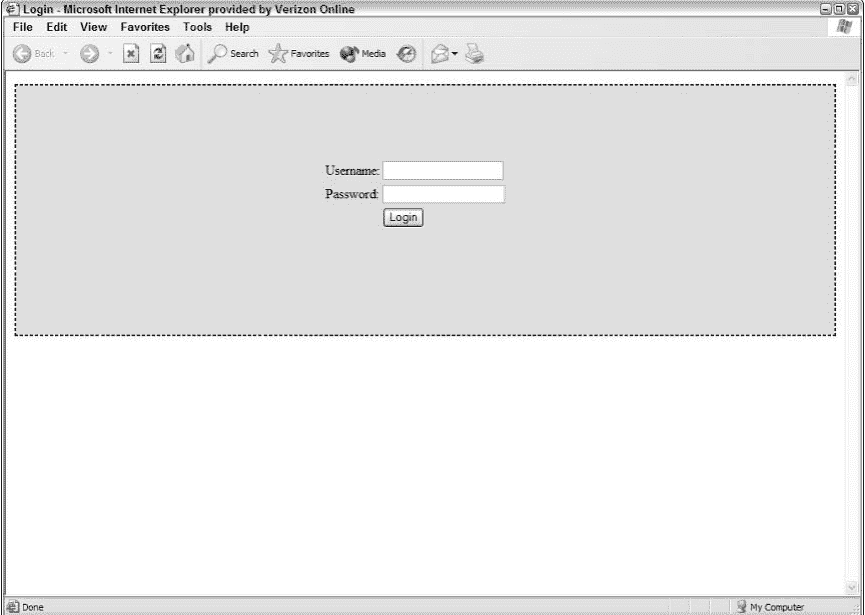 Login - Microsoft Internet Explorer provided by Verizon Online
File Edit View Favorites Tools Help
Back Search Favorites Media
Username:
Password:
Login
Done My Computer